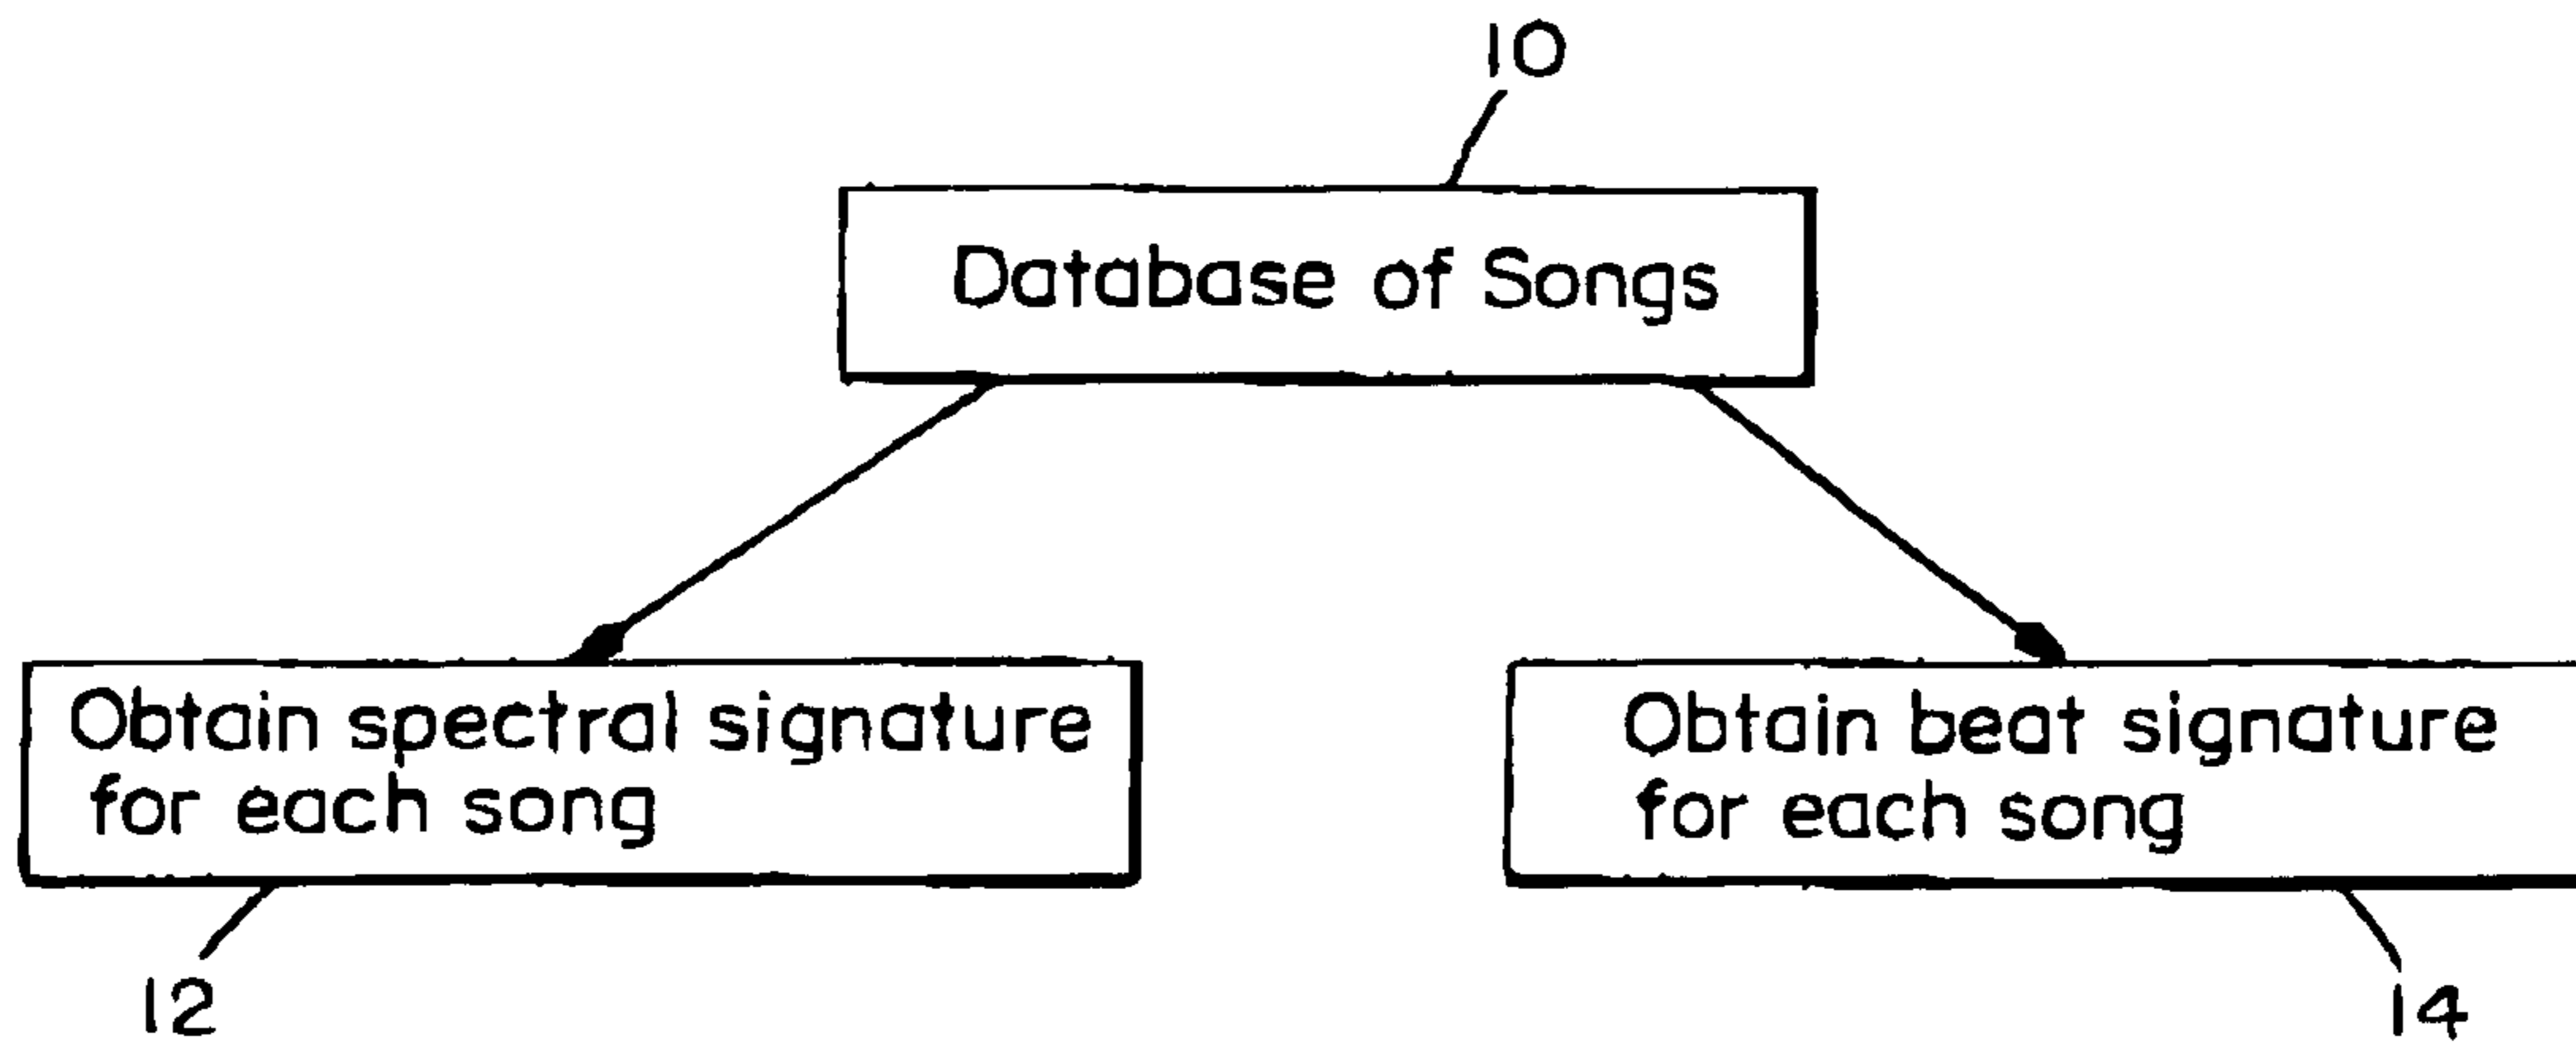 10
Database of Songs
Obtain spectral signature
for each song
Obtain beat signature
for each song
12
14